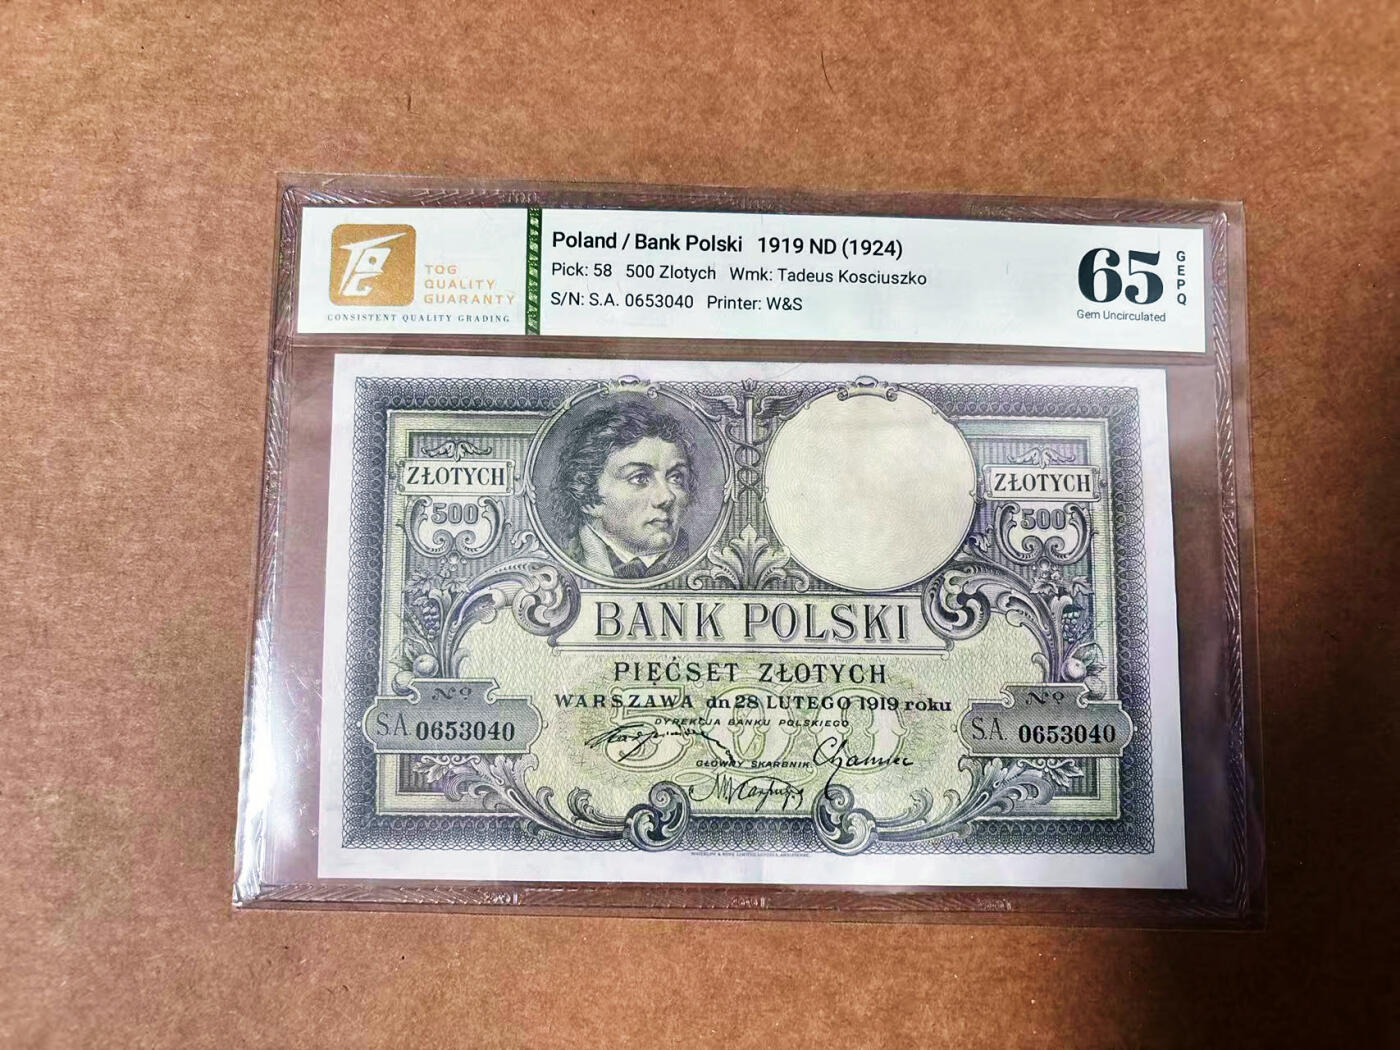 TQG
QUALITY
GUARANTY
CONSISTENT QUALITY GRADING
Poland / Bank Polski 1919 ND (1924)
Pick: 58 500 Zlotych Wmk: Tadeus Kosciuszko
S/N: S.A. 0653040 Printer: W&S
65
GEPQ
Gem Uncirculated
ZŁOTYCH
500
ZŁOTYCH
500
BANK POLSKI
PIĘĆSET ZŁOTYCH
WARSZAWA dn 28 LUTEGO 1919 roku
500
DYREKCJA BANKU POLSKIEGO
No
S.A. 0653040
No
S.A. 0653040
GŁÓWNY SKARBNIK